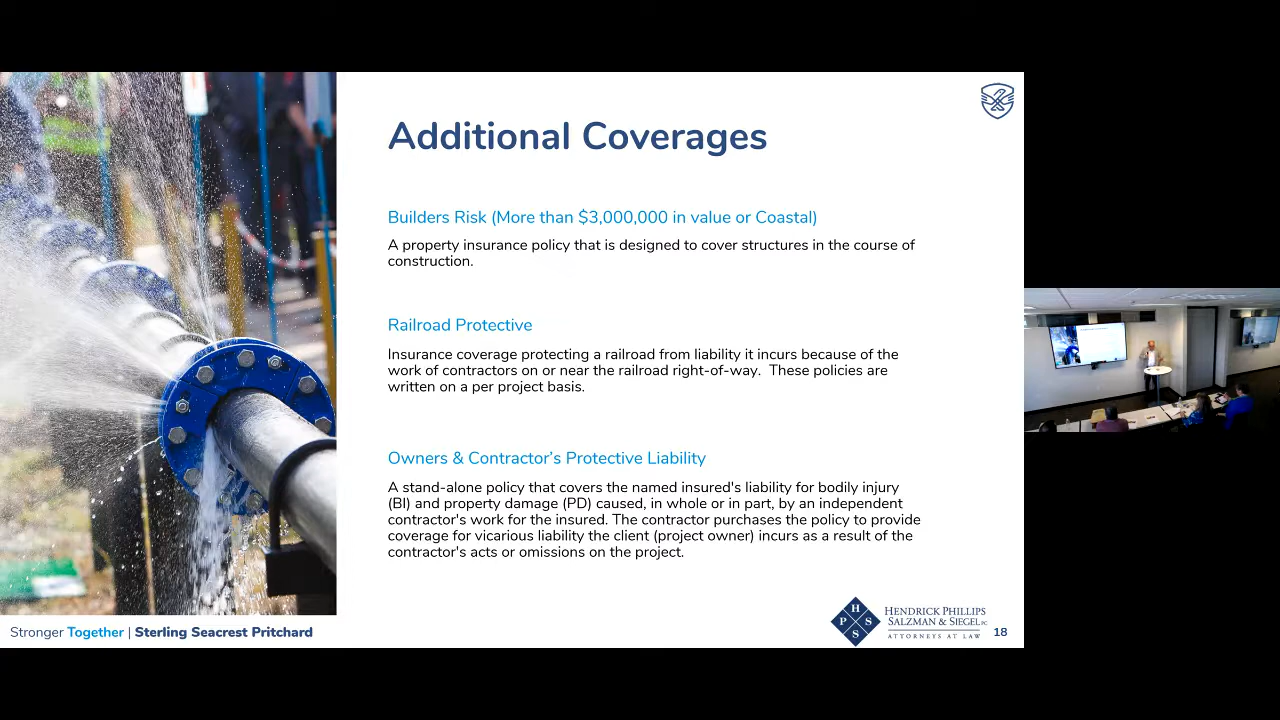 Additional Coverages
Builders Risk (More than $3,000,000 in value or Coastal)
A property insurance policy that is designed to cover structures in the course of
construction.
Railroad Protective
Insurance coverage protecting a railroad from liability it incurs because of the
work of contractors on or near the railroad right-of-way.  These policies are
written on a per project basis.
Owners & Contractor’s Protective Liability
A stand-alone policy that covers the named insured's liability for bodily injury
(BI) and property damage (PD) caused, in whole or in part, by an independent
contractor's work for the insured. The contractor purchases the policy to provide
coverage for vicarious liability the client (project owner) incurs as a result of the
contractor's acts or omissions on the project.
Stronger Together | Sterling Seacrest Pritchard
H
P S
S
HENDRICK PHILLIPS
SALZMAN & SIEGEL PC
ATTORNEYS AT LAW
18